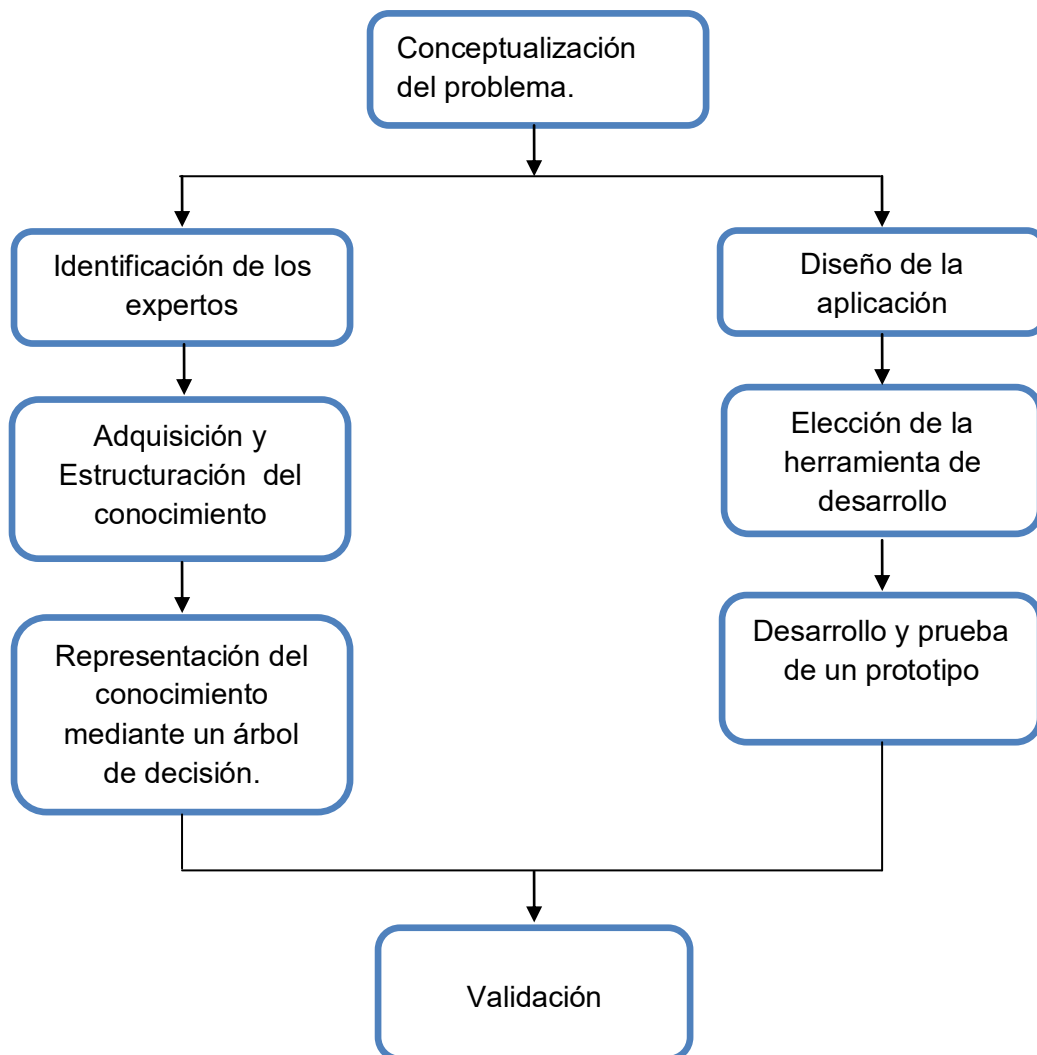 Conceptualización
del problema.
Identificación de los
expertos
Adquisición y
Estructuración  del
conocimiento
Representación del
conocimiento
mediante un árbol
de decisión.
Diseño de la
aplicación
Elección de la
herramienta de
desarrollo
Desarrollo y prueba
de un prototipo
Validación